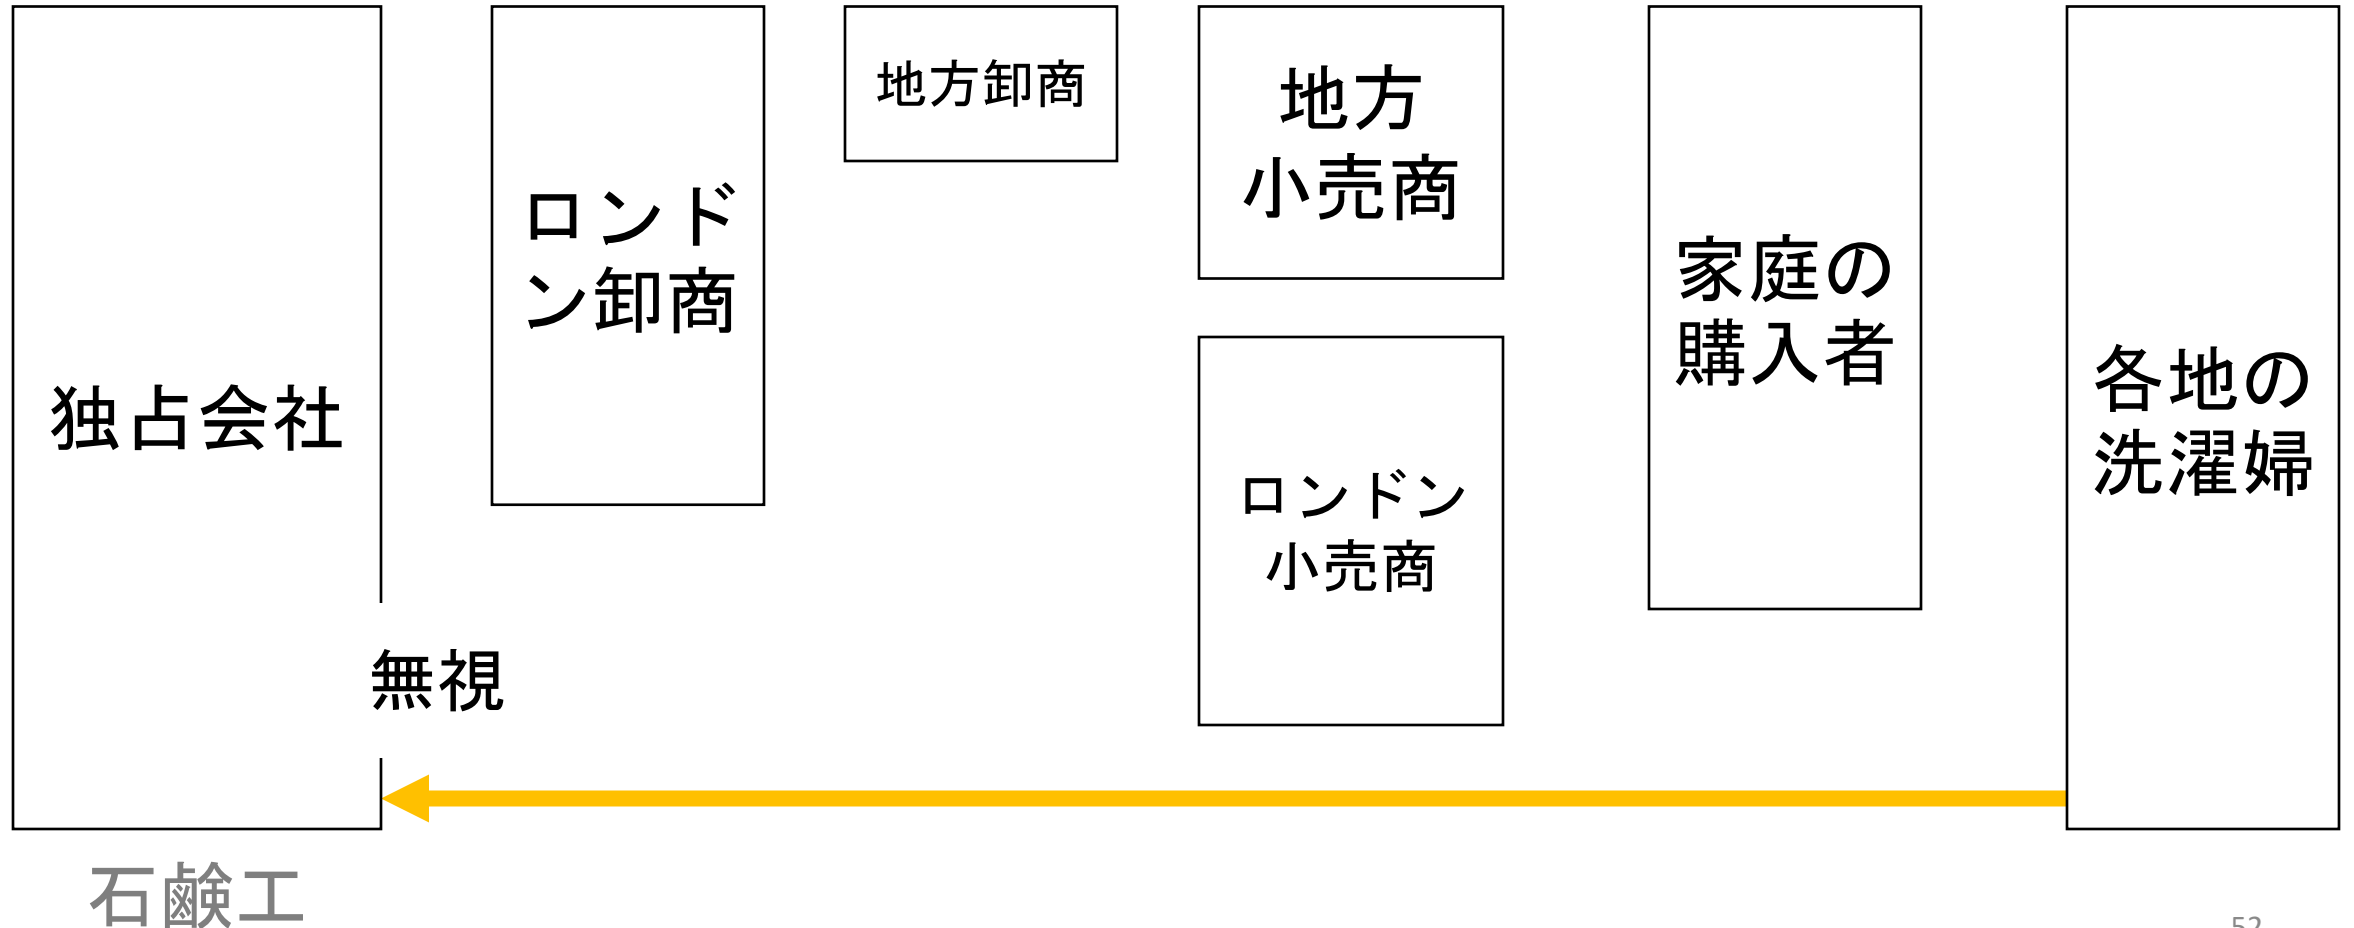 独占会社
ロンド
ン卸商
地方卸商
地方
小売商
ロンドン
小売商
家庭の
購入者
各地の
洗濯婦
無視
石鹸工
52